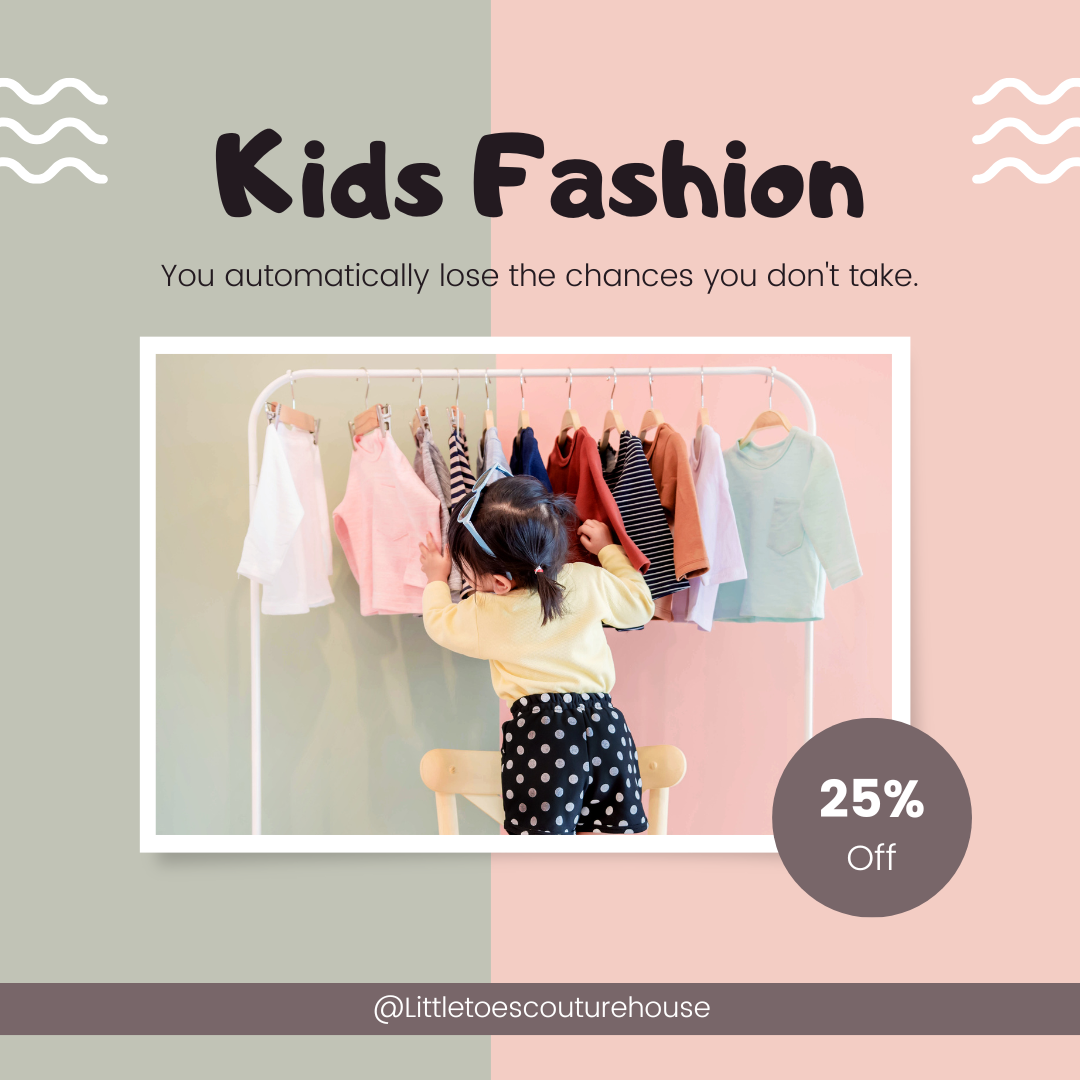 Kids Fashion
You automatically lose the chances you don't take.
25%
Off
@Littletoescouturehouse